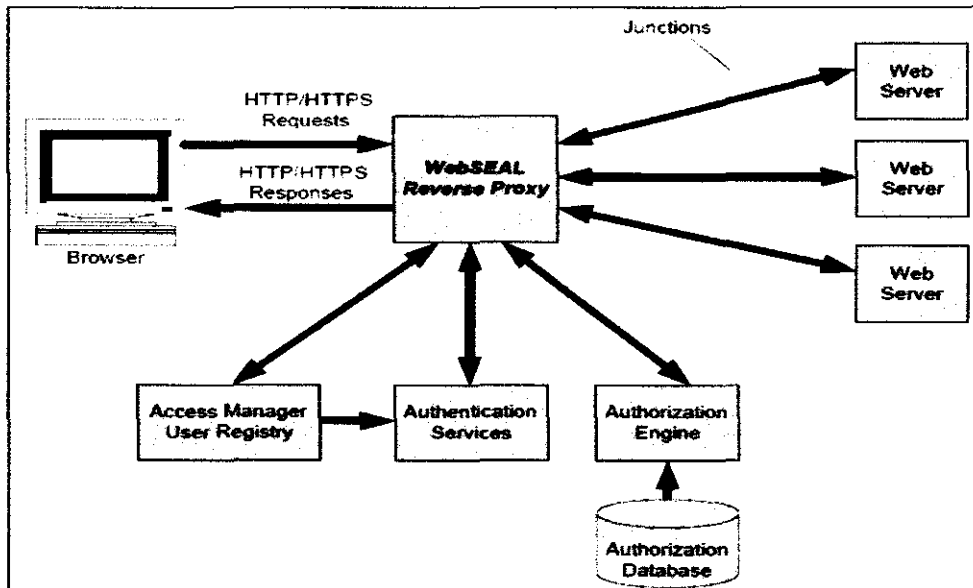 Junctions
Web
Server
HTTP/HTTPS
Requests
WebSEAL
Reverse Proxy
HTTP/HTTPS
Responses
Web
Server
Browser
Web
Server
Access Manager
User Registry
Authentication
Services
Authorization
Engine
Authorization
Database